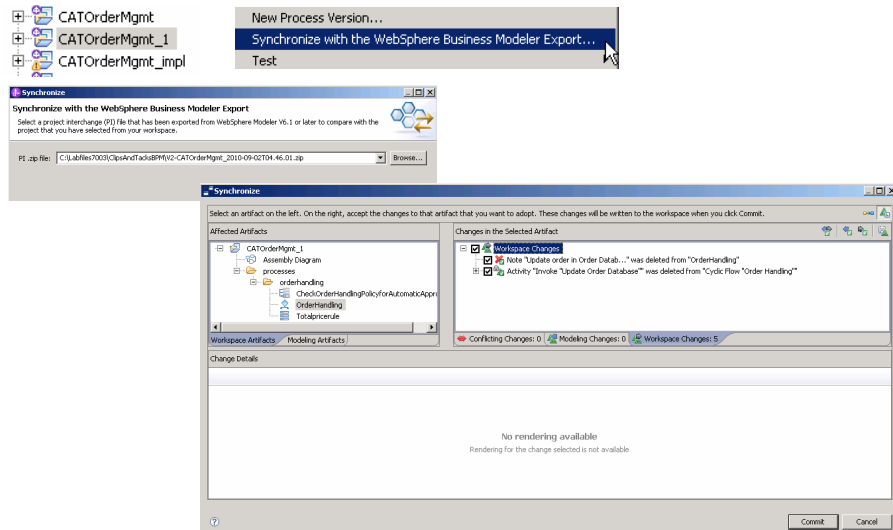 CATOrderMgmt
CATOrderMgmt_1
CATOrderMgmt_impl
New Process Version...
Synchronize with the WebSphere Business Modeler Export...
Test
Synchronize
Synchronize with the WebSphere Business Modeler Export
Select a project interchange (PI) file that has been exported from WebSphere Modeler V6.1 or later to compare with the
project that you have selected from your workspace.
PI .zip file: C:\Labfiles7003\ClipsAndTacksBPM\V2-CATOrderMgmt_2010-09-02T04.46.01.zip Browse...
Synchronize
Select an artifact on the left. On the right, accept the changes to that artifact that you want to adopt. These changes will be written to the workspace when you click Commit.
Affected Artifacts
CATOrderMgmt_1
Assembly Diagram
processes
orderhandling
CheckOrderHandlingPolicyforAutomaticAppr
OrderHandling
Totalpricerule
Workspace Artifacts Modeling Artifacts
Changes in the Selected Artifact
Workspace Changes
Note "Update order in Order Datab..." was deleted from "OrderHandling"
Activity "Invoke "Update Order Database"" was deleted from "Cyclic Flow "Order Handling""
Conflicting Changes: 0 Modeling Changes: 0 Workspace Changes: 5
Change Details
No rendering available
Rendering for the change selected is not available
Commit Cancel